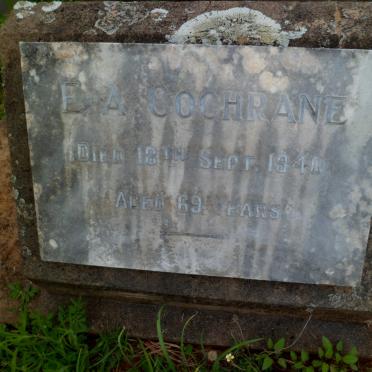 E. A. COCHRANE
DIED 18TH SEPT. 1940
AGED 69 YEARS